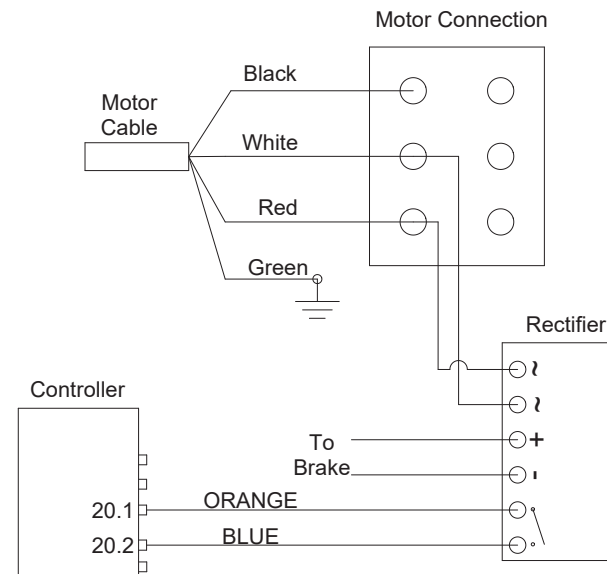 Motor Connection
Black
Motor
Cable
White
Red
Green
Rectifier
Controller
~
~
+
To
Brake
-
20.1
ORANGE
20.2
BLUE